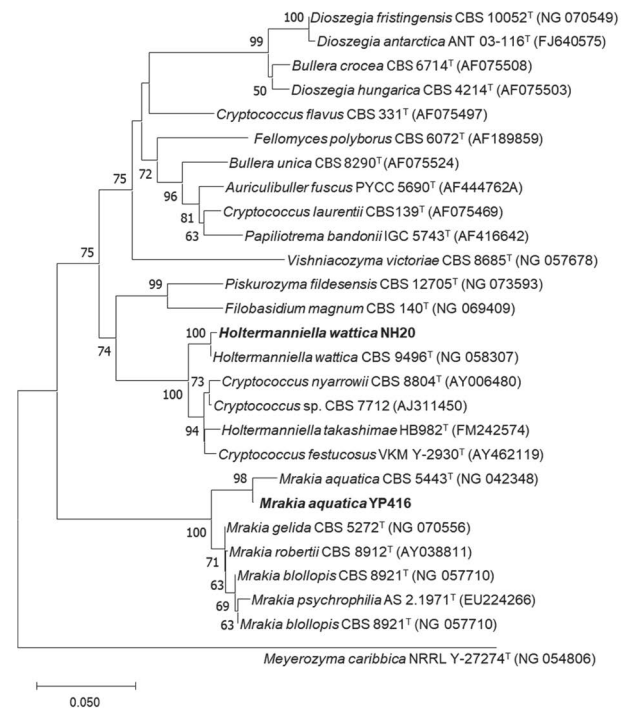 100 Dioszegia fristingensis CBS 10052ᵀ (NG 070549)
99 Dioszegia antarctica ANT 03-116ᵀ (FJ640575)
Bullera crocea CBS 6714ᵀ (AF075508)
50 Dioszegia hungarica CBS 4214ᵀ (AF075503)
Cryptococcus flavus CBS 331ᵀ (AF075497)
Fellomyces polyborus CBS 6072ᵀ (AF189859)
75 72 Bullera unica CBS 8290ᵀ(AF075524)
96 Auriculibuller fuscus PYCC 5690ᵀ (AF444762A)
81 Cryptococcus laurentii CBS139ᵀ (AF075469)
63 Papiliotrema bandonii IGC 5743ᵀ (AF416642)
75 Vishniacozyma victoriae CBS 8685ᵀ (NG 057678)
99 Piskurozyma fildesensis CBS 12705ᵀ (NG 073593)
Filobasidium magnum CBS 140ᵀ (NG 069409)
100 Holtermanniella wattica NH20
74 Holtermanniella wattica CBS 9496ᵀ (NG 058307)
73 Cryptococcus nyarrowii CBS 8804ᵀ (AY006480)
100 Cryptococcus sp. CBS 7712 (AJ311450)
94 Holtermanniella takashimae HB982ᵀ (FM242574)
Cryptococcus festucosus VKM Y-2930ᵀ (AY462119)
98 Mrakia aquatica CBS 5443ᵀ (NG 042348)
Mrakia aquatica YP416
100 Mrakia gelida CBS 5272ᵀ (NG 070556)
71 Mrakia robertii CBS 8912ᵀ (AY038811)
63 Mrakia blollopis CBS 8921ᵀ (NG 057710)
69 Mrakia psychrophilia AS 2.1971ᵀ (EU224266)
63 Mrakia blollopis CBS 8921ᵀ (NG 057710)
Meyerozyma caribbica NRRL Y-27274ᵀ (NG 054806)
0.050